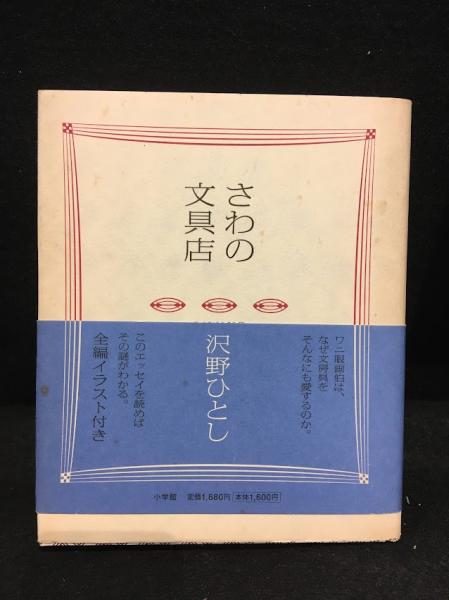 さわの
文具店
沢野ひとし
ワニ眼画伯は、
なぜ文房具を
そんなにも愛するのか。
このエッセイを読めば
その謎がわかる。
全編イラスト付き
小学館 定価1,680円 本体1,600円